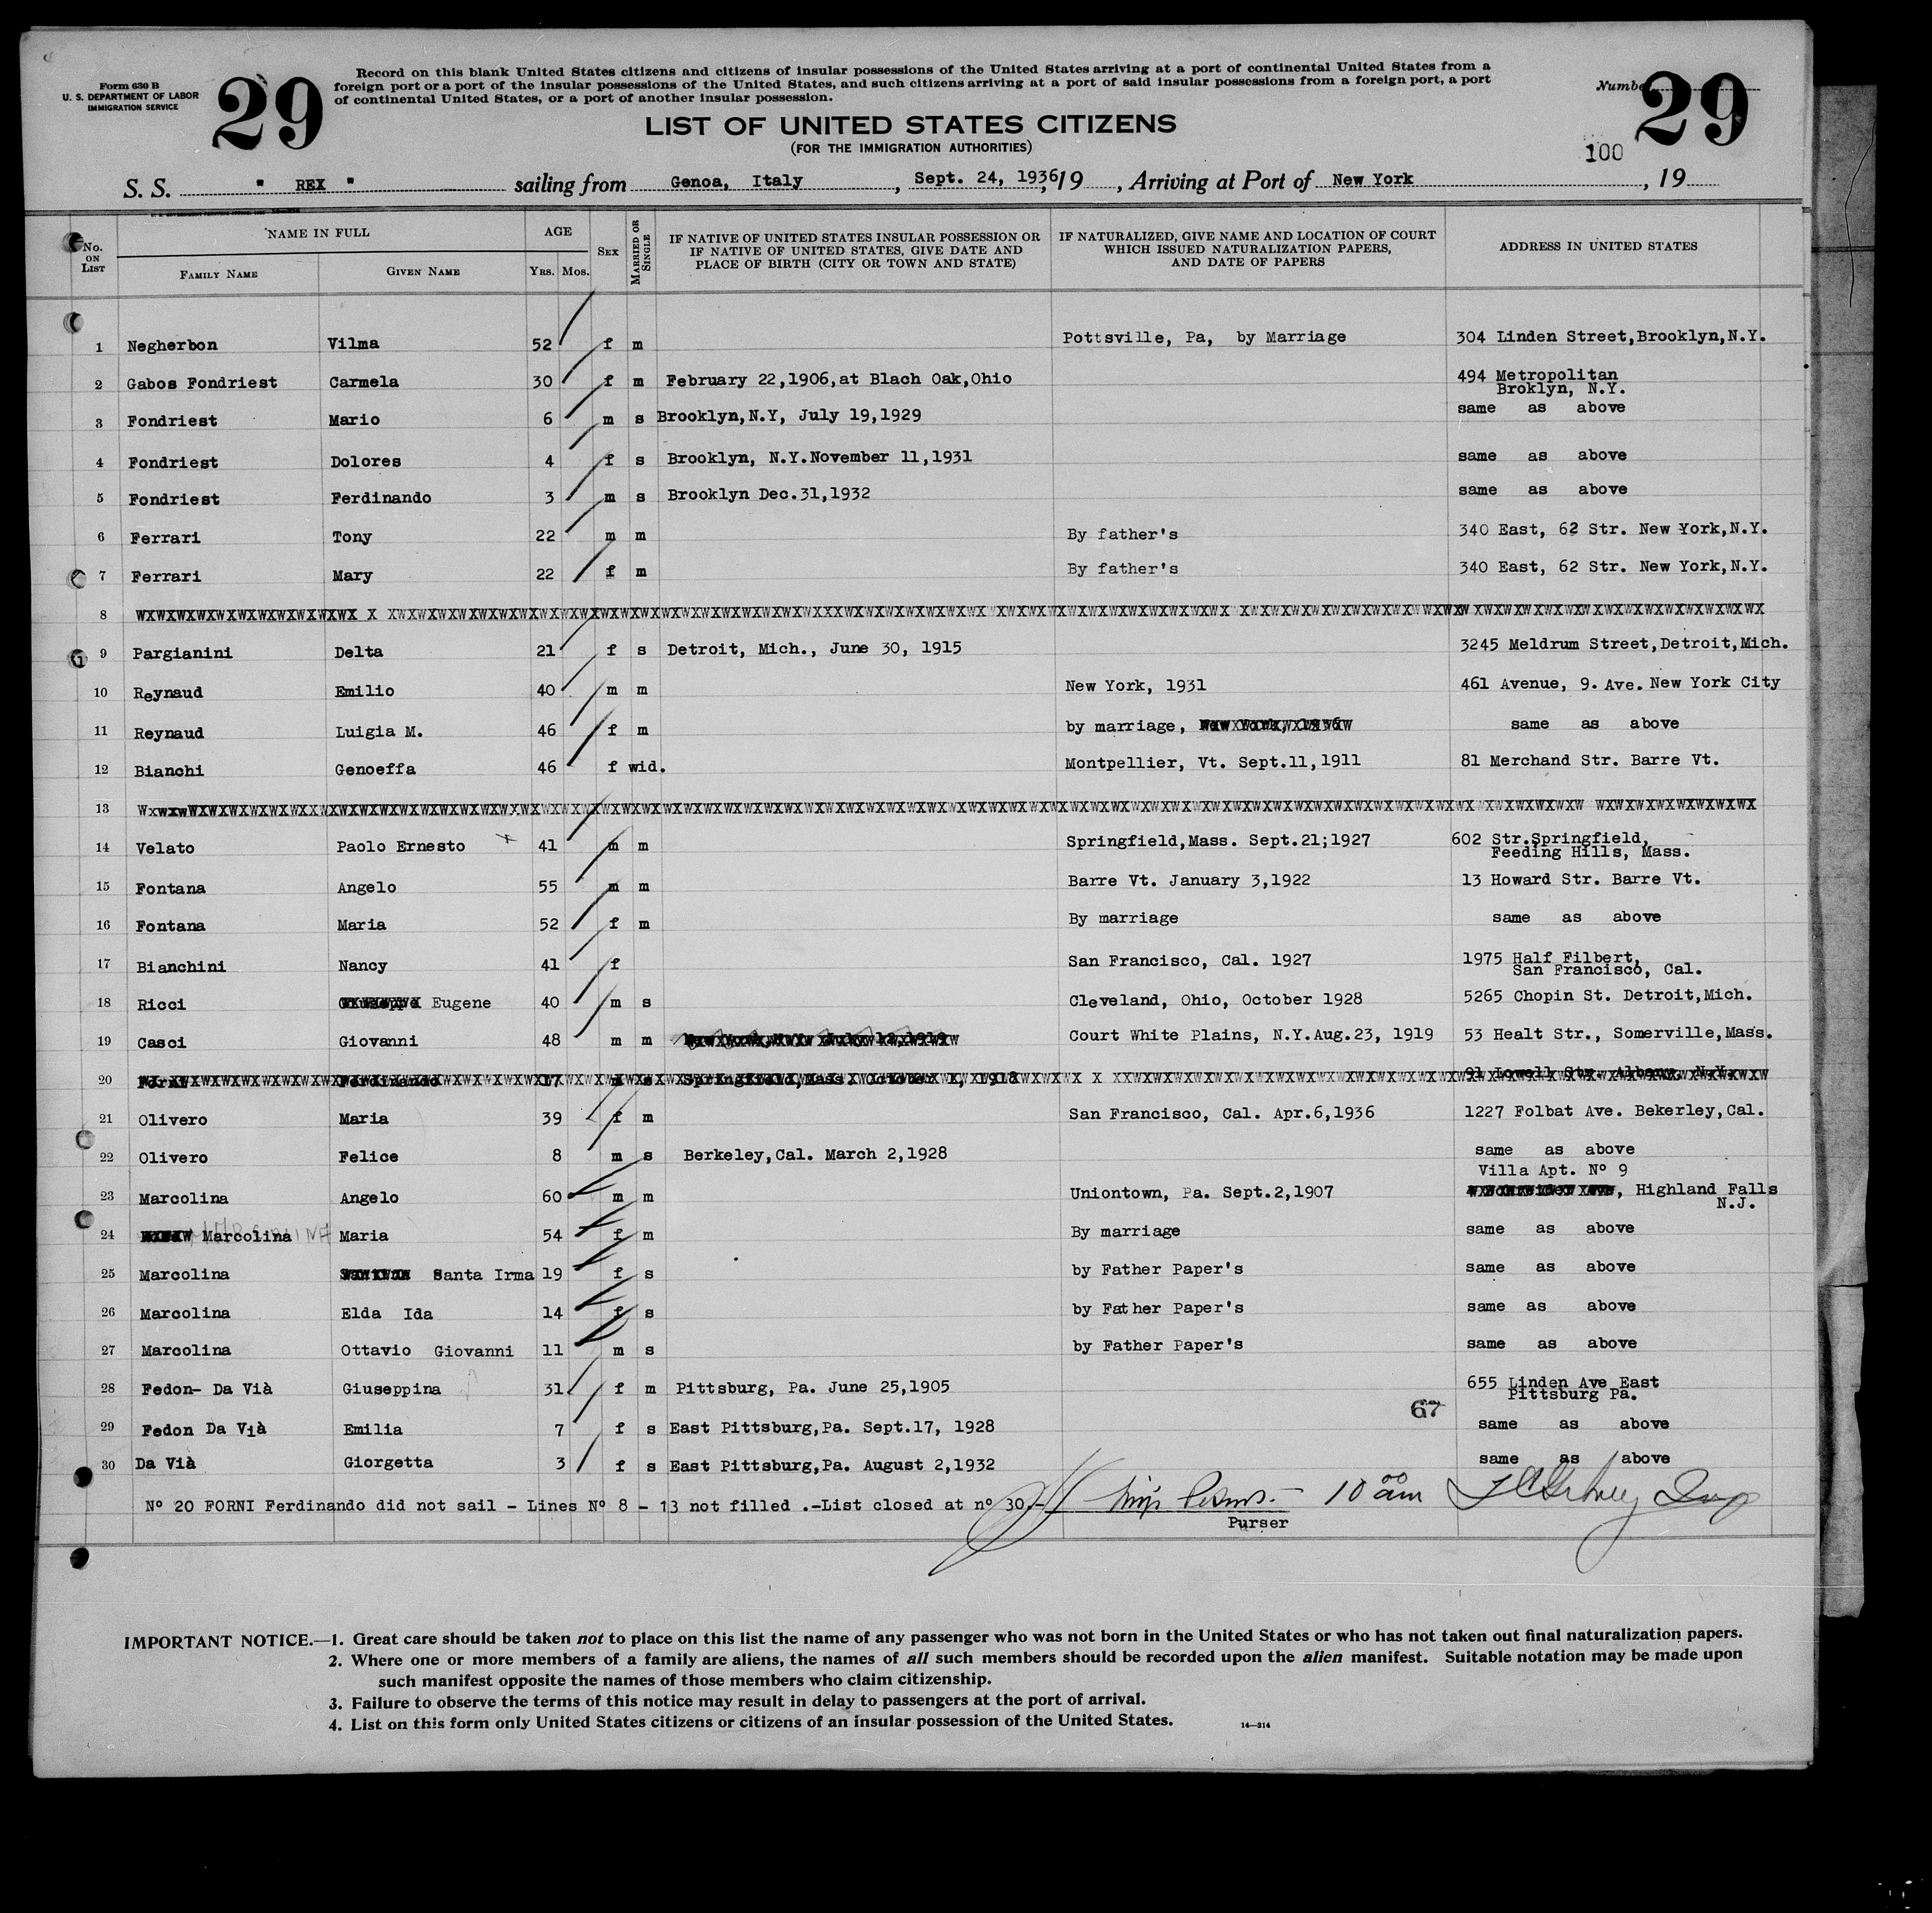 Form 630 B
U. S. DEPARTMENT OF LABOR
IMMIGRATION SERVICE
29
Record on this blank United States citizens and citizens of insular possessions of the United States arriving at a port of continental United States from a
foreign port or a port of the insular possessions of the United States, and such citizens arriving at a port of said insular possessions from a foreign port, a port
of continental United States, or a port of another insular possession.
Number 29
LIST OF UNITED STATES CITIZENS
(FOR THE IMMIGRATION AUTHORITIES)
100
S. S. " REX " sailing from Genoa, Italy, Sept. 24, 1936, 19, Arriving at Port of New York, 19
No. ON LIST
NAME IN FULL
FAMILY NAME GIVEN NAME
AGE
YRS. MOS.
SEX
MARRIED OR SINGLE
IF NATIVE OF UNITED STATES INSULAR POSSESSION OR
IF NATIVE OF UNITED STATES, GIVE DATE AND
PLACE OF BIRTH (CITY OR TOWN AND STATE)
IF NATURALIZED, GIVE NAME AND LOCATION OF COURT
WHICH ISSUED NATURALIZATION PAPERS,
AND DATE OF PAPERS
ADDRESS IN UNITED STATES
1 Negherbon Vilma 52 f m Pottsville, Pa, by Marriage 304 Linden Street,Brooklyn,N.Y.
2 Gabos Fondriest Carmela 30 f m February 22,1906,at Blach Oak,Ohio 494 Metropolitan
Broklyn, N.Y.
3 Fondriest Mario 6 m s Brooklyn,N.Y, July 19,1929 same as above
4 Fondriest Dolores 4 f s Brooklyn, N.Y.November 11,1931 same as above
5 Fondriest Ferdinando 3 m s Brooklyn Dec.31,1932 same as above
6 Ferrari Tony 22 m m By father's 340 East, 62 Str. New York,N.Y.
7 Ferrari Mary 22 f m By father's 340 East, 62 Str. New York,N.Y.
8
9 Pargianini Delta 21 f s Detroit, Mich., June 30, 1915 3245 Meldrum Street,Detroit,Mich.
10 Reynaud Emilio 40 m m New York, 1931 461 Avenue, 9. Ave. New York City
11 Reynaud Luigia M. 46 f m by marriage, same as above
12 Bianchi Genoeffa 46 f wid. Montpellier, Vt. Sept.11,1911 81 Merchand Str. Barre Vt.
13
14 Velato Paolo Ernesto x 41 m m Springfield,Mass. Sept.21;1927 602 Str.Springfield,
Feeding Hills, Mass.
15 Fontana Angelo 55 m m Barre Vt. January 3,1922 13 Howard Str. Barre Vt.
16 Fontana Maria 52 f m By marriage same as above
17 Bianchini Nancy 41 f San Francisco, Cal. 1927 1975 Half Filbert,
San Francisco, Cal.
18 Ricci Eugene 40 m s Cleveland, Ohio, October 1928 5265 Chopin St. Detroit,Mich.
19 Casci Giovanni 48 m m Court White Plains, N.Y.Aug.23, 1919 53 Healt Str., Somerville,Mass.
20 Forni Ferdinando 17 m s Springfield,Mass. October 1918 91 Lowell Str. Albany, N.Y.
21 Olivero Maria 39 f m San Francisco, Cal. Apr.6,1936 1227 Folbat Ave. Bekerley,Cal.
22 Olivero Felice 8 m s Berkeley,Cal. March 2,1928 same as above
Villa Apt. Nº 9
23 Marcolina Angelo 60 m m Uniontown, Pa. Sept.2,1907 , Highland Falls
N.J.
24 Marcolina Maria 54 f m By marriage same as above
25 Marcolina Santa Irma 19 f s by Father Paper's same as above
26 Marcolina Elda Ida 14 f s by Father Paper's same as above
27 Marcolina Ottavio Giovanni 11 m s by Father Paper's same as above
28 Fedon- Da Vià Giuseppina 31 f m Pittsburg, Pa. June 25,1905 655 Linden Ave East
Pittsburg Pa.
67
29 Fedon Da Vià Emilia 7 f s East Pittsburg,Pa. Sept.17, 1928 same as above
30 Da Vià Giorgetta 3 f s East Pittsburg,Pa. August 2,1932 same as above
Nº 20 FORNI Ferdinando did not sail - Lines Nº 8 - 13 not filled .-List closed at nº 30.- 10 00 am
Purser
IMPORTANT NOTICE.—1. Great care should be taken not to place on this list the name of any passenger who was not born in the United States or who has not taken out final naturalization papers.
2. Where one or more members of a family are aliens, the names of all such members should be recorded upon the alien manifest. Suitable notation may be made upon
such manifest opposite the names of those members who claim citizenship.
3. Failure to observe the terms of this notice may result in delay to passengers at the port of arrival.
4. List on this form only United States citizens or citizens of an insular possession of the United States. 14—214